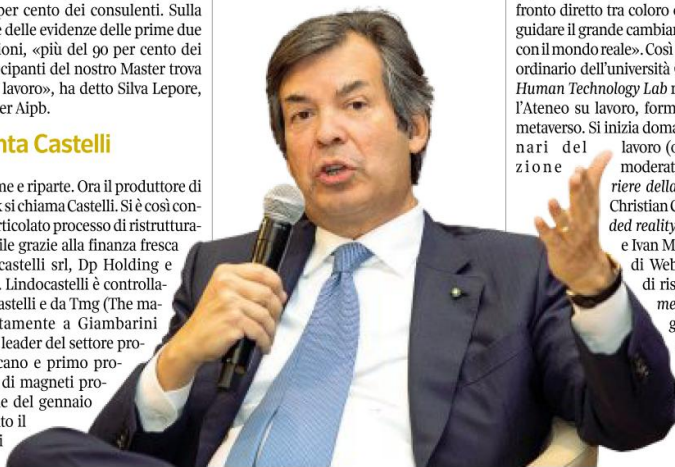 per cento dei consulenti. Sulla
delle evidenze delle prime due
ioni, «più del 90 per cento dei
cipanti del nostro Master trova
lavoro», ha detto Silva Lepore,
er Aipb.
nta Castelli
me e riparte. Ora il produttore di
si chiama Castelli. Si è così con-
rticolato processo di ristruttura-
ile grazie alla finanza fresca
castelli srl, Dp Holding e
. Lindocastelli è controlla-
astelli e da Tmg (The ma-
tamente a Giambarini
leader del settore pro-
cano e primo pro-
di magneti pro-
e del gennaio
to il
i
fronto diretto tra coloro
guidare il grande cambiam
con il mondo reale». Così
ordinario dell'università
Human Technology Lab
l'Ateneo su lavoro, form
metaverso. Si inizia doma
nari del lavoro (o
zione moderat
riere della
Christian
ded reality
e Ivan M
di Web
di ris
me
g